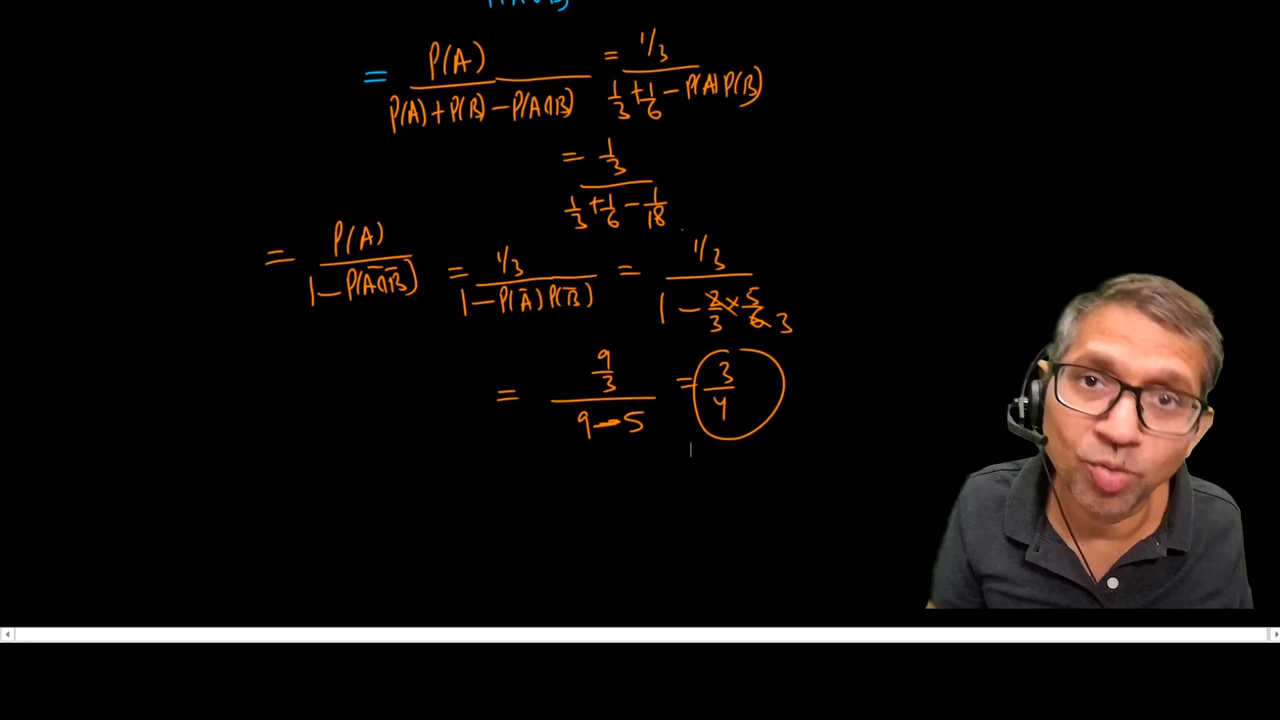 = P(A) / P(A)+P(B)-P(A∩B) = 1/3 / 1/3 + 1/6 - P(A)P(B)
= 1/3 / 1/3 + 1/6 - 1/18
= P(A) / 1-P(A̅∩B̅) = 1/3 / 1-P(A̅)P(B̅) = 1/3 / 1 - 2/3 × 5/6 3
= 9/3 / 9-5 = 3/4